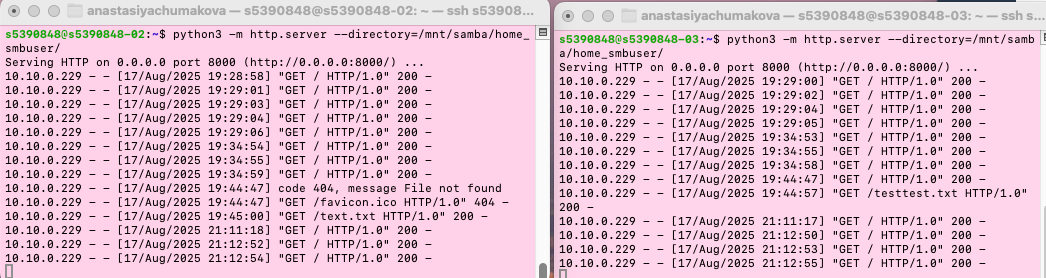 anastasiyachumakova — s5390848@s5390848-02: ~ — ssh s53908...
s5390848@s5390848-02:~$ python3 -m http.server --directory=/mnt/samba/home_
smbuser/
Serving HTTP on 0.0.0.0 port 8000 (http://0.0.0.0:8000/) ...
10.10.0.229 - - [17/Aug/2025 19:28:58] "GET / HTTP/1.0" 200 -
10.10.0.229 - - [17/Aug/2025 19:29:01] "GET / HTTP/1.0" 200 -
10.10.0.229 - - [17/Aug/2025 19:29:03] "GET / HTTP/1.0" 200 -
10.10.0.229 - - [17/Aug/2025 19:29:04] "GET / HTTP/1.0" 200 -
10.10.0.229 - - [17/Aug/2025 19:29:06] "GET / HTTP/1.0" 200 -
10.10.0.229 - - [17/Aug/2025 19:34:54] "GET / HTTP/1.0" 200 -
10.10.0.229 - - [17/Aug/2025 19:34:55] "GET / HTTP/1.0" 200 -
10.10.0.229 - - [17/Aug/2025 19:34:59] "GET / HTTP/1.0" 200 -
10.10.0.229 - - [17/Aug/2025 19:44:47] code 404, message File not found
10.10.0.229 - - [17/Aug/2025 19:44:47] "GET /favicon.ico HTTP/1.0" 404 -
10.10.0.229 - - [17/Aug/2025 19:45:00] "GET /text.txt HTTP/1.0" 200 -
10.10.0.229 - - [17/Aug/2025 21:11:18] "GET / HTTP/1.0" 200 -
10.10.0.229 - - [17/Aug/2025 21:12:52] "GET / HTTP/1.0" 200 -
10.10.0.229 - - [17/Aug/2025 21:12:54] "GET / HTTP/1.0" 200 -
anastasiyachumakova — s5390848@s5390848-03: ~ — ssh s...
s5390848@s5390848-03:~$ python3 -m http.server --directory=/mnt/samb
a/home_smbuser/
Serving HTTP on 0.0.0.0 port 8000 (http://0.0.0.0:8000/) ...
10.10.0.229 - - [17/Aug/2025 19:29:00] "GET / HTTP/1.0" 200 -
10.10.0.229 - - [17/Aug/2025 19:29:02] "GET / HTTP/1.0" 200 -
10.10.0.229 - - [17/Aug/2025 19:29:04] "GET / HTTP/1.0" 200 -
10.10.0.229 - - [17/Aug/2025 19:29:05] "GET / HTTP/1.0" 200 -
10.10.0.229 - - [17/Aug/2025 19:34:53] "GET / HTTP/1.0" 200 -
10.10.0.229 - - [17/Aug/2025 19:34:55] "GET / HTTP/1.0" 200 -
10.10.0.229 - - [17/Aug/2025 19:34:58] "GET / HTTP/1.0" 200 -
10.10.0.229 - - [17/Aug/2025 19:44:47] "GET / HTTP/1.0" 200 -
10.10.0.229 - - [17/Aug/2025 19:44:57] "GET /testtest.txt HTTP/1.0"
200 -
10.10.0.229 - - [17/Aug/2025 21:11:17] "GET / HTTP/1.0" 200 -
10.10.0.229 - - [17/Aug/2025 21:12:50] "GET / HTTP/1.0" 200 -
10.10.0.229 - - [17/Aug/2025 21:12:53] "GET / HTTP/1.0" 200 -
10.10.0.229 - - [17/Aug/2025 21:12:55] "GET / HTTP/1.0" 200 -